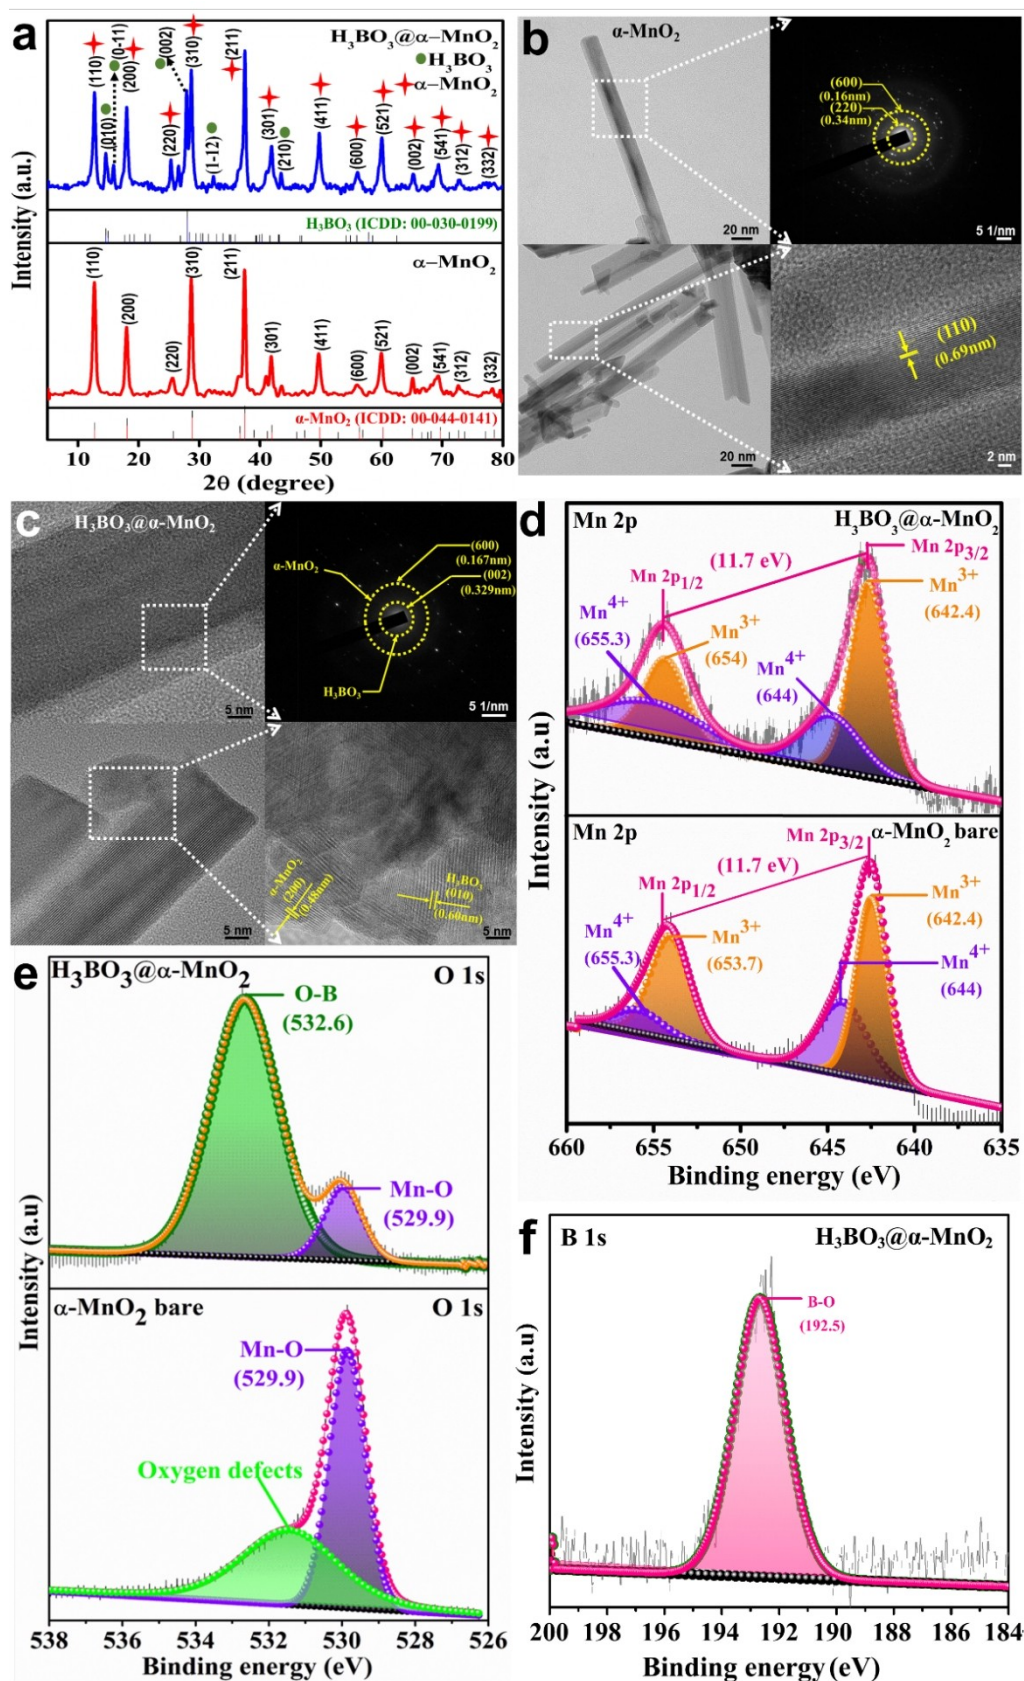 a
H₃BO₃@α−MnO₂
H₃BO₃
α−MnO₂
(110)
(010)
(0-11)
(200)
(002)
(220)
(310)
(1-12)
(211)
(301)
(210)
(411)
(600)
(521)
(002)
(541)
(312)
(332)
H₃BO₃ (ICDD: 00-030-0199)
α−MnO₂
(110)
(200)
(220)
(310)
(211)
(301)
(411)
(600)
(521)
(002)
(541)
(312)
(332)
α-MnO₂ (ICDD: 00-044-0141)
Intensity (a.u.)
10 20 30 40 50 60 70 80
2θ (degree)
b
α-MnO₂
20 nm
(600)
(0.16nm)
(220)
(0.34nm)
5 1/nm
20 nm
(110)
(0.69nm)
2 nm
c
H₃BO₃@α-MnO₂
5 nm
(600)
(0.167nm)
α-MnO₂
(002)
(0.329nm)
H₃BO₃
5 1/nm
5 nm
α-MnO₂
(200)
(0.48nm)
H₃BO₃
(010)
(0.60nm)
5 nm
d
Mn 2p
H₃BO₃@α-MnO₂
(11.7 eV)
Mn 2p₃/₂
Mn 2p₁/₂
Mn³⁺
(642.4)
Mn⁴⁺
(655.3)
Mn³⁺
(654)
Mn⁴⁺
(644)
Mn 2p
α-MnO₂ bare
Mn 2p₃/₂
(11.7 eV)
Mn 2p₁/₂
Mn³⁺
(642.4)
Mn⁴⁺
(655.3)
Mn³⁺
(653.7)
Mn⁴⁺
(644)
Intensity (a.u)
660 655 650 645 640 635
Binding energy (eV)
e
H₃BO₃@α-MnO₂
O 1s
O-B
(532.6)
Mn-O
(529.9)
α-MnO₂ bare
O 1s
Mn-O
(529.9)
Oxygen defects
Intensity (a.u)
538 536 534 532 530 528 526
Binding energy (eV)
f
B 1s
H₃BO₃@α-MnO₂
B-O
(192.5)
Intensity (a.u)
200 198 196 194 192 190 188 186 184
Binding energy (eV)